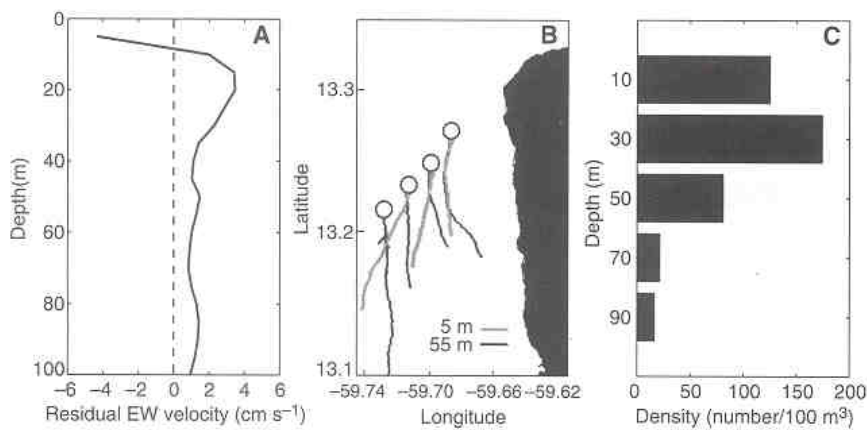 A
0
20
40
60
80
100
Depth(m)
−6 −4 −2 0 2 4 6
Residual EW velocity (cm s⁻¹)
B
13.3
13.2
13.1
Latitude
5 m
55 m
−59.74 −59.70 −59.66 −59.62
Longitude
C
10
30
50
70
90
Depth (m)
0 50 100 150 200
Density (number/100 m³)